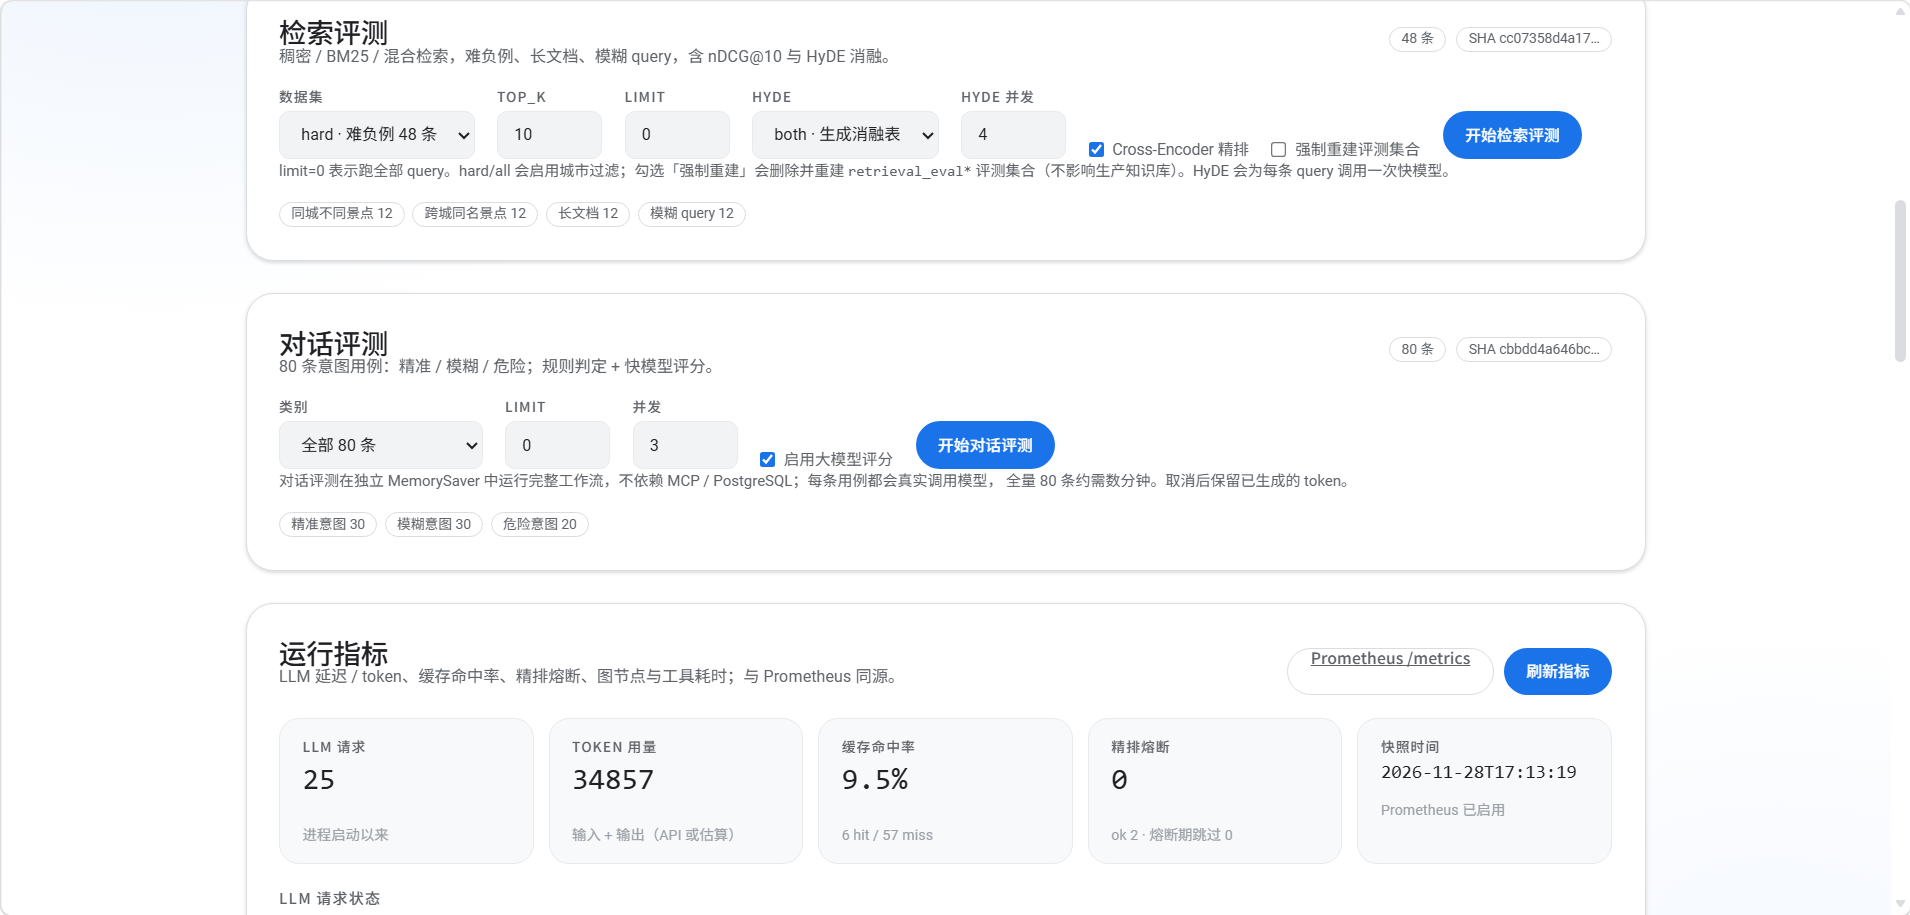 检索评测
48 条
SHA cc07358d4a17...
稠密 / BM25 / 混合检索，难负例、长文档、模糊 query，含 nDCG@10 与 HyDE 消融。
数据集
TOP_K
LIMIT
HYDE
HYDE 并发
hard · 难负例 48 条
10
0
both · 生成消融表
4
Cross-Encoder 精排
强制重建评测集合
开始检索评测
limit=0 表示跑全部 query。hard/all 会启用城市过滤；勾选「强制重建」会删除并重建 retrieval_eval* 评测集合（不影响生产知识库）。HyDE 会为每条 query 调用一次快模型。
同城不同景点 12
跨城同名景点 12
长文档 12
模糊 query 12
对话评测
80 条
SHA cbbdd4a646bc...
80 条意图用例：精准 / 模糊 / 危险；规则判定 + 快模型评分。
类别
LIMIT
并发
全部 80 条
0
3
启用大模型评分
开始对话评测
对话评测在独立 MemorySaver 中运行完整工作流，不依赖 MCP / PostgreSQL；每条用例都会真实调用模型， 全量 80 条约需数分钟。取消后保留已生成的 token。
精准意图 30
模糊意图 30
危险意图 20
运行指标
Prometheus /metrics
刷新指标
LLM 延迟 / token、缓存命中率、精排熔断、图节点与工具耗时；与 Prometheus 同源。
LLM 请求
25
进程启动以来
TOKEN 用量
34857
输入 + 输出（API 或估算）
缓存命中率
9.5%
6 hit / 57 miss
精排熔断
0
ok 2 · 熔断期跳过 0
快照时间
2026-11-28T17:13:19
Prometheus 已启用
LLM 请求状态